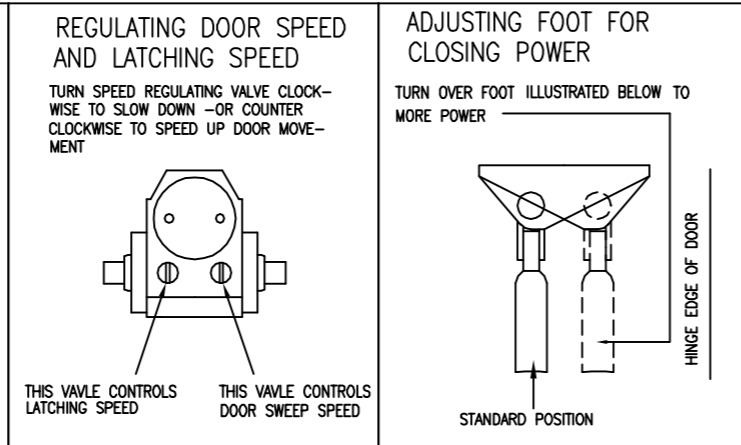 REGULATING DOOR SPEED
AND LATCHING SPEED
TURN SPEED REGULATING VALVE CLOCK-
WISE TO SLOW DOWN -OR COUNTER
CLOCKWISE TO SPEED UP DOOR MOVE-
MENT
THIS VAVLE CONTROLS
LATCHING SPEED
THIS VAVLE CONTROLS
DOOR SWEEP SPEED
ADJUSTING FOOT FOR
CLOSING POWER
TURN OVER FOOT ILLUSTRATED BELOW TO
MORE POWER
HINGE EDGE OF DOOR
STANDARD POSITION